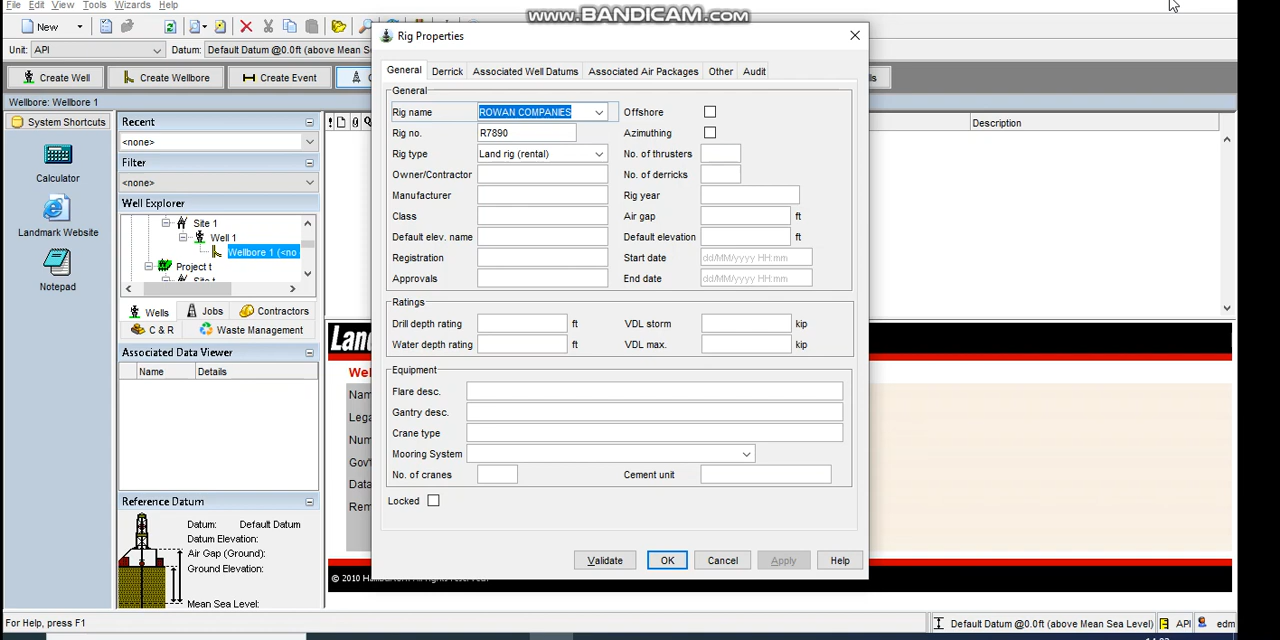 File Edit View Tools Wizards Help
www.BANDICAM.com
New
Unit: API Datum: Default Datum @0.0ft (above Mean Se
Create Well Create Wellbore Create Event
Wellbore: Wellbore 1
System Shortcuts
Calculator
Landmark Website
Notepad
Recent
<none>
Filter
<none>
Well Explorer
Site 1
Well 1
Wellbore 1 (<no
Project t
Wells Jobs Contractors
C & R Waste Management
Associated Data Viewer
Name Details
Reference Datum
Datum: Default Datum
Datum Elevation:
Air Gap (Ground):
Ground Elevation:
Mean Sea Level:
Rig Properties
General Derrick Associated Well Datums Associated Air Packages Other Audit
General
Rig name ROWAN COMPANIES Offshore
Rig no. R7890 Azimuthing
Rig type Land rig (rental) No. of thrusters
Owner/Contractor No. of derricks
Manufacturer Rig year
Class Air gap ft
Default elev. name Default elevation ft
Registration Start date dd/MM/yyyy HH:mm
Approvals End date dd/MM/yyyy HH:mm
Ratings
Drill depth rating ft VDL storm kip
Water depth rating ft VDL max. kip
Equipment
Flare desc.
Gantry desc.
Crane type
Mooring System
No. of cranes Cement unit
Locked
Validate OK Cancel Apply Help
Description
© 2010
For Help, press F1
Default Datum @0.0ft (above Mean Sea Level) API edm